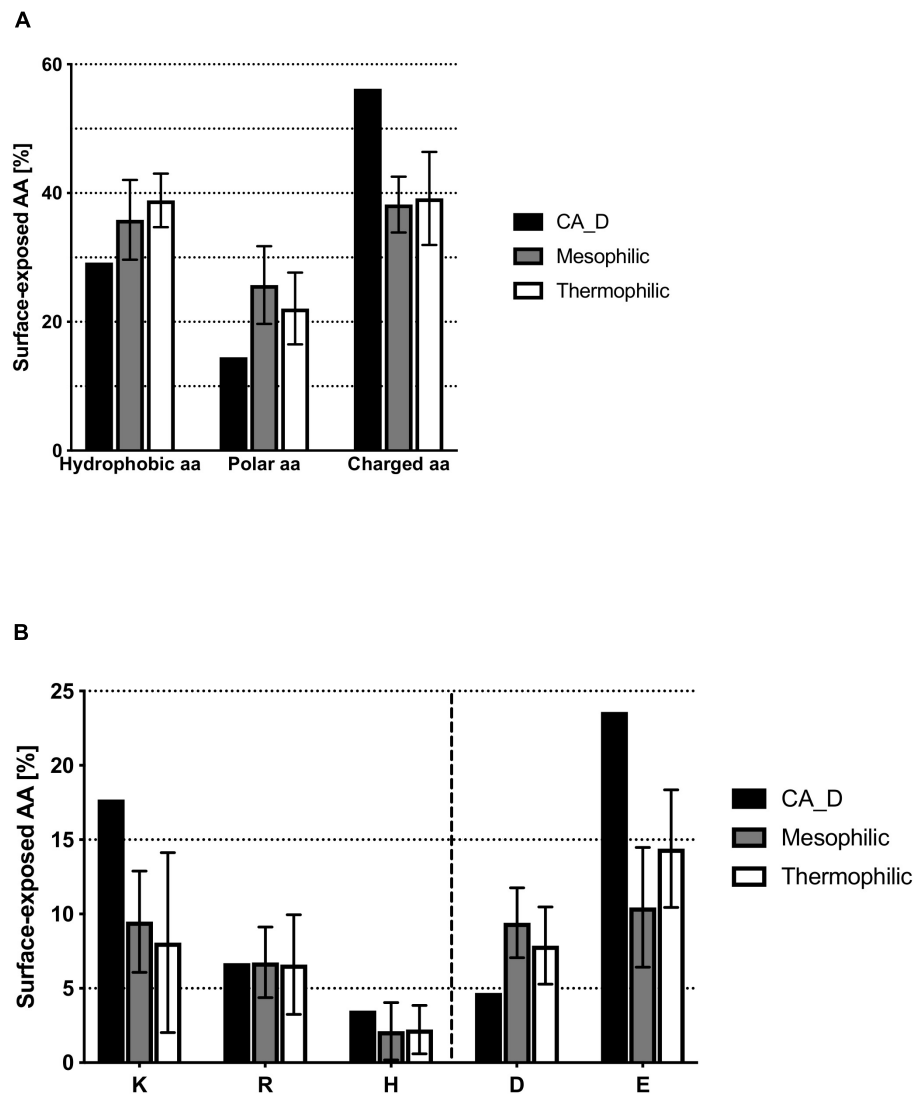 A
Surface-exposed AA [%]
60
40
20
0
Hydrophobic aa Polar aa Charged aa
CA_D
Mesophilic
Thermophilic
B
Surface-exposed AA [%]
25
20
15
10
5
0
K R H D E
CA_D
Mesophilic
Thermophilic